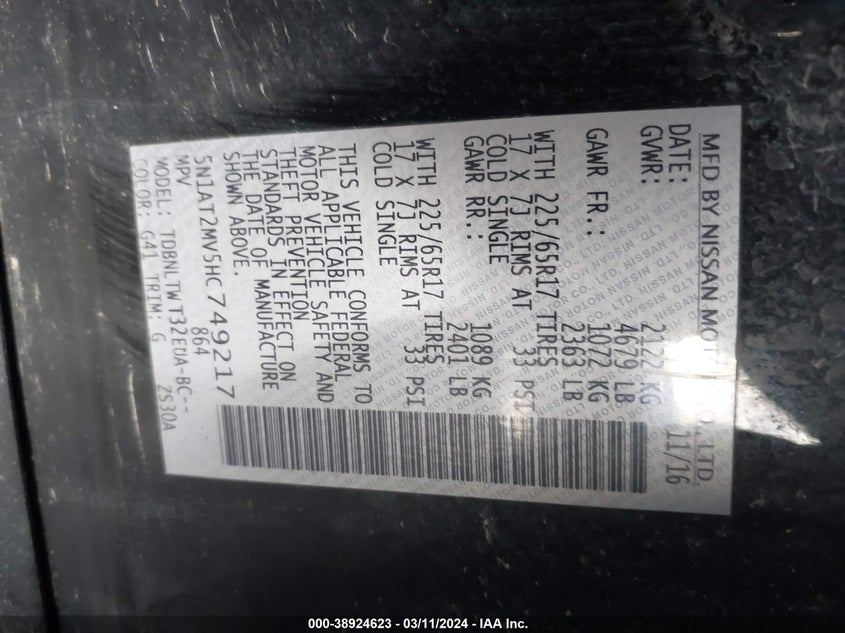 MFD BY NISSAN MOTOR CO., LTD.
DATE: 11/16
GVWR: 2122 KG
4679 LB
GAWR FR.: 1072 KG
2363 LB
WITH 225/65R17 TIRES
17 X 7J RIMS AT 33 PSI
COLD SINGLE
GAWR RR.: 1089 KG
2401 LB
WITH 225/65R17 TIRES
17 X 7J RIMS AT 33 PSI
COLD SINGLE
THIS VEHICLE CONFORMS TO
ALL APPLICABLE FEDERAL
MOTOR VEHICLE SAFETY AND
THEFT PREVENTION
STANDARDS IN EFFECT ON
THE DATE OF MANUFACTURE
SHOWN ABOVE.
5N1AT2MV5HC749217
MPV 864
MODEL: TDBNLTWT32EUA-BC--
COLOR: G41 TRIM: G ZS30A
000-38924623 - 03/11/2024 - IAA Inc.